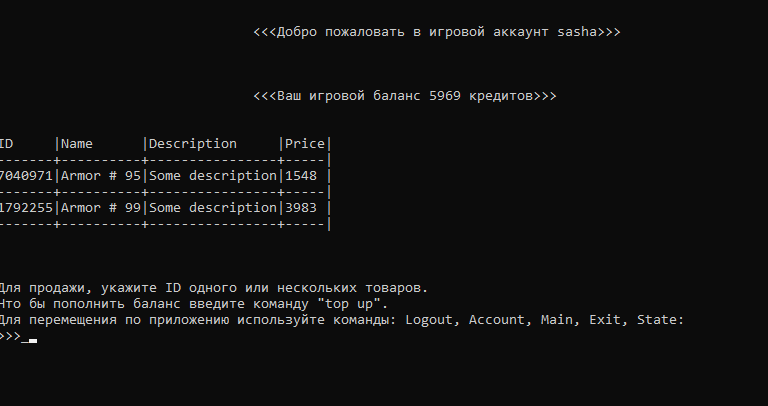 <<<Добро пожаловать в игровой аккаунт sasha>>>
<<<Ваш игровой баланс 5969 кредитов>>>
ID     |Name      |Description     |Price|
-------+----------+----------------+-----|
7040971|Armor # 95|Some description|1548 |
-------+----------+----------------+-----|
1792255|Armor # 99|Some description|3983 |
-------+----------+----------------+-----|
Для продажи, укажите ID одного или нескольких товаров.
Что бы пополнить баланс введите команду "top up".
Для перемещения по приложению используйте команды: Logout, Account, Main, Exit, State:
>>>_